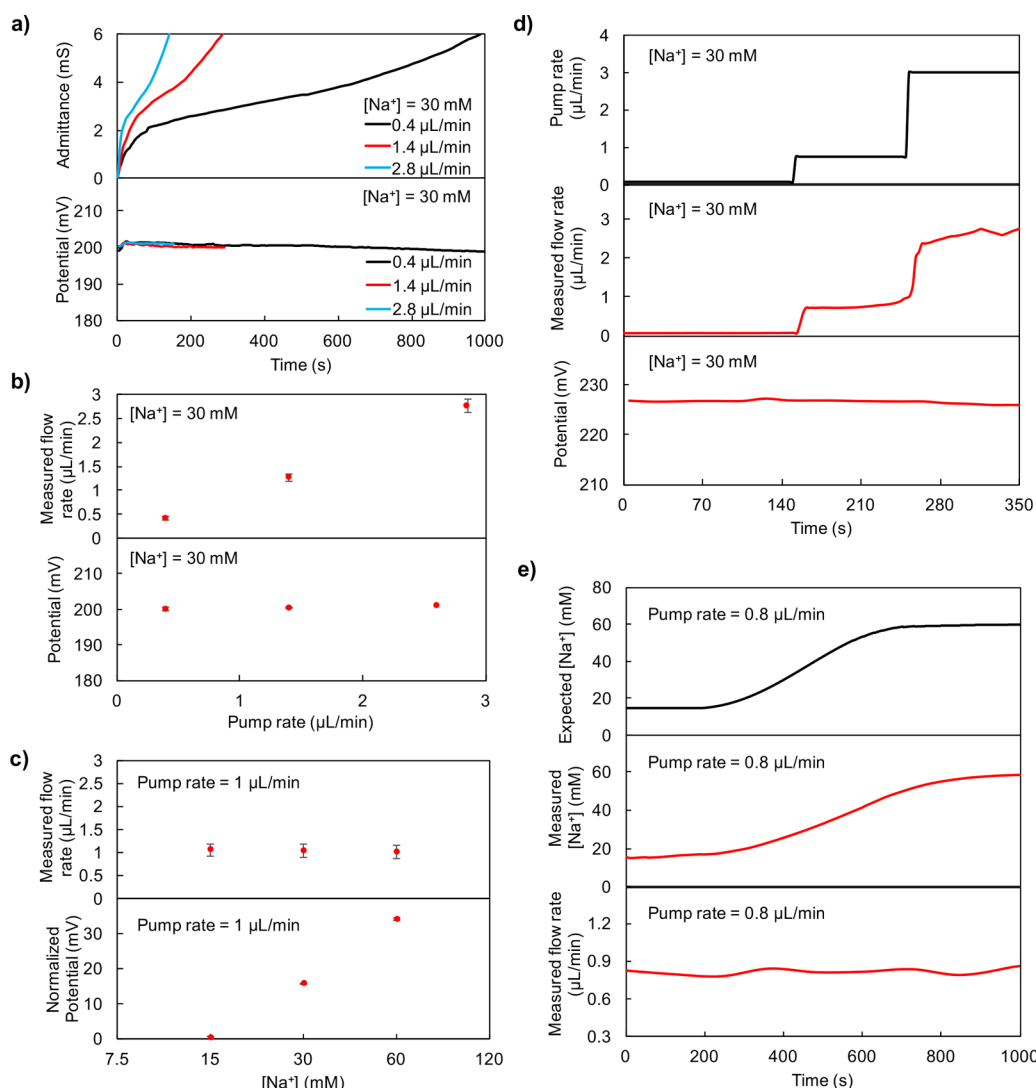 a)
Admittance (mS)
6
4
2
0
[Na⁺] = 30 mM
0.4 µL/min
1.4 µL/min
2.8 µL/min
Potential (mV)
210
200
190
180
[Na⁺] = 30 mM
0.4 µL/min
1.4 µL/min
2.8 µL/min
0 200 400 600 800 1000
Time (s)
b)
Measured flow
rate (µL/min)
3
2.5
2
1.5
1
0.5
0
[Na⁺] = 30 mM
Potential (mV)
210
200
190
180
[Na⁺] = 30 mM
0 1 2 3
Pump rate (µL/min)
c)
Measured flow
rate (µL/min)
3
2.5
2
1.5
1
0.5
0
Pump rate = 1 µL/min
Normalized
Potential (mV)
30
20
10
0
Pump rate = 1 µL/min
7.5 15 30 60 120
[Na⁺] (mM)
d)
Pump rate
(µL/min)
4
3
2
1
0
[Na⁺] = 30 mM
Measured flow rate
(µL/min)
3
2
1
0
[Na⁺] = 30 mM
Potential (mV)
230
220
210
[Na⁺] = 30 mM
0 70 140 210 280 350
Time (s)
e)
Expected [Na⁺] (mM)
80
60
40
20
0
Pump rate = 0.8 µL/min
Measured
[Na⁺] (mM)
60
40
20
0
Pump rate = 0.8 µL/min
Measured flow rate
(µL/min)
1.2
0.9
0.6
0.3
Pump rate = 0.8 µL/min
0 200 400 600 800 1000
Time (s)